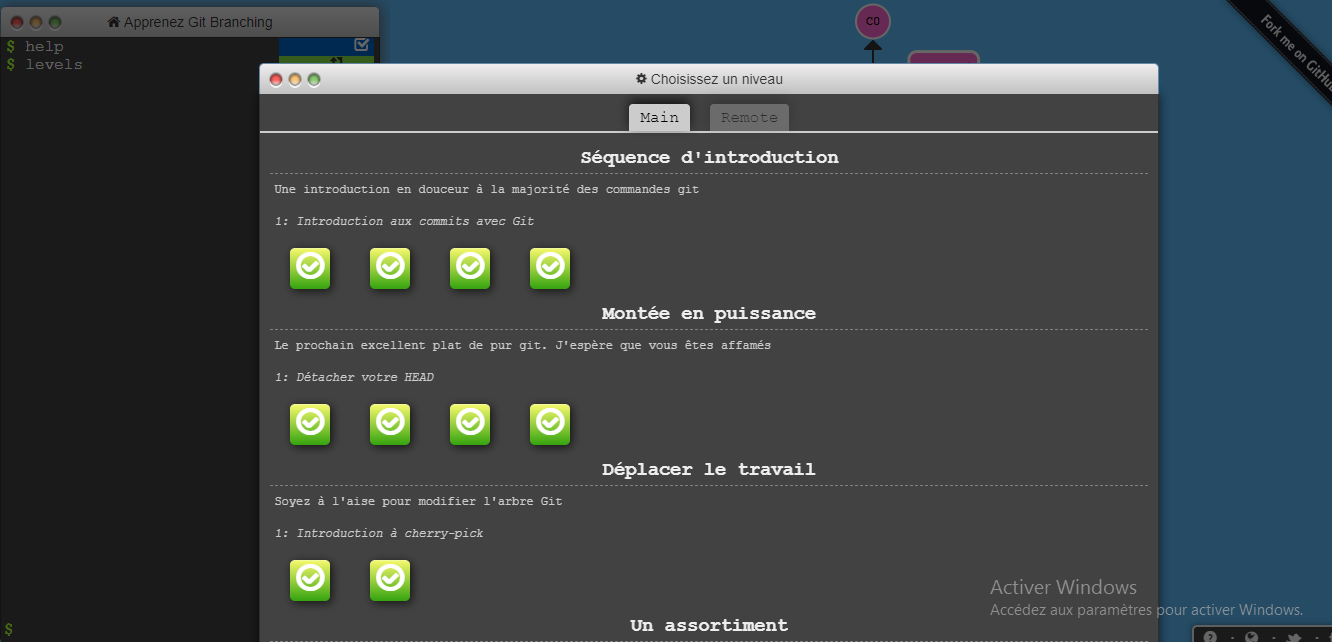 Apprenez Git Branching
$ help
$ levels
C0
Fork me on GitHub
Choisissez un niveau
Main
Remote
Séquence d'introduction
Une introduction en douceur à la majorité des commandes git
1: Introduction aux commits avec Git
Montée en puissance
Le prochain excellent plat de pur git. J'espère que vous êtes affamés
1: Détacher votre HEAD
Déplacer le travail
Soyez à l'aise pour modifier l'arbre Git
1: Introduction à cherry-pick
Un assortiment
Activer Windows
Accédez aux paramètres pour activer Windows.
$